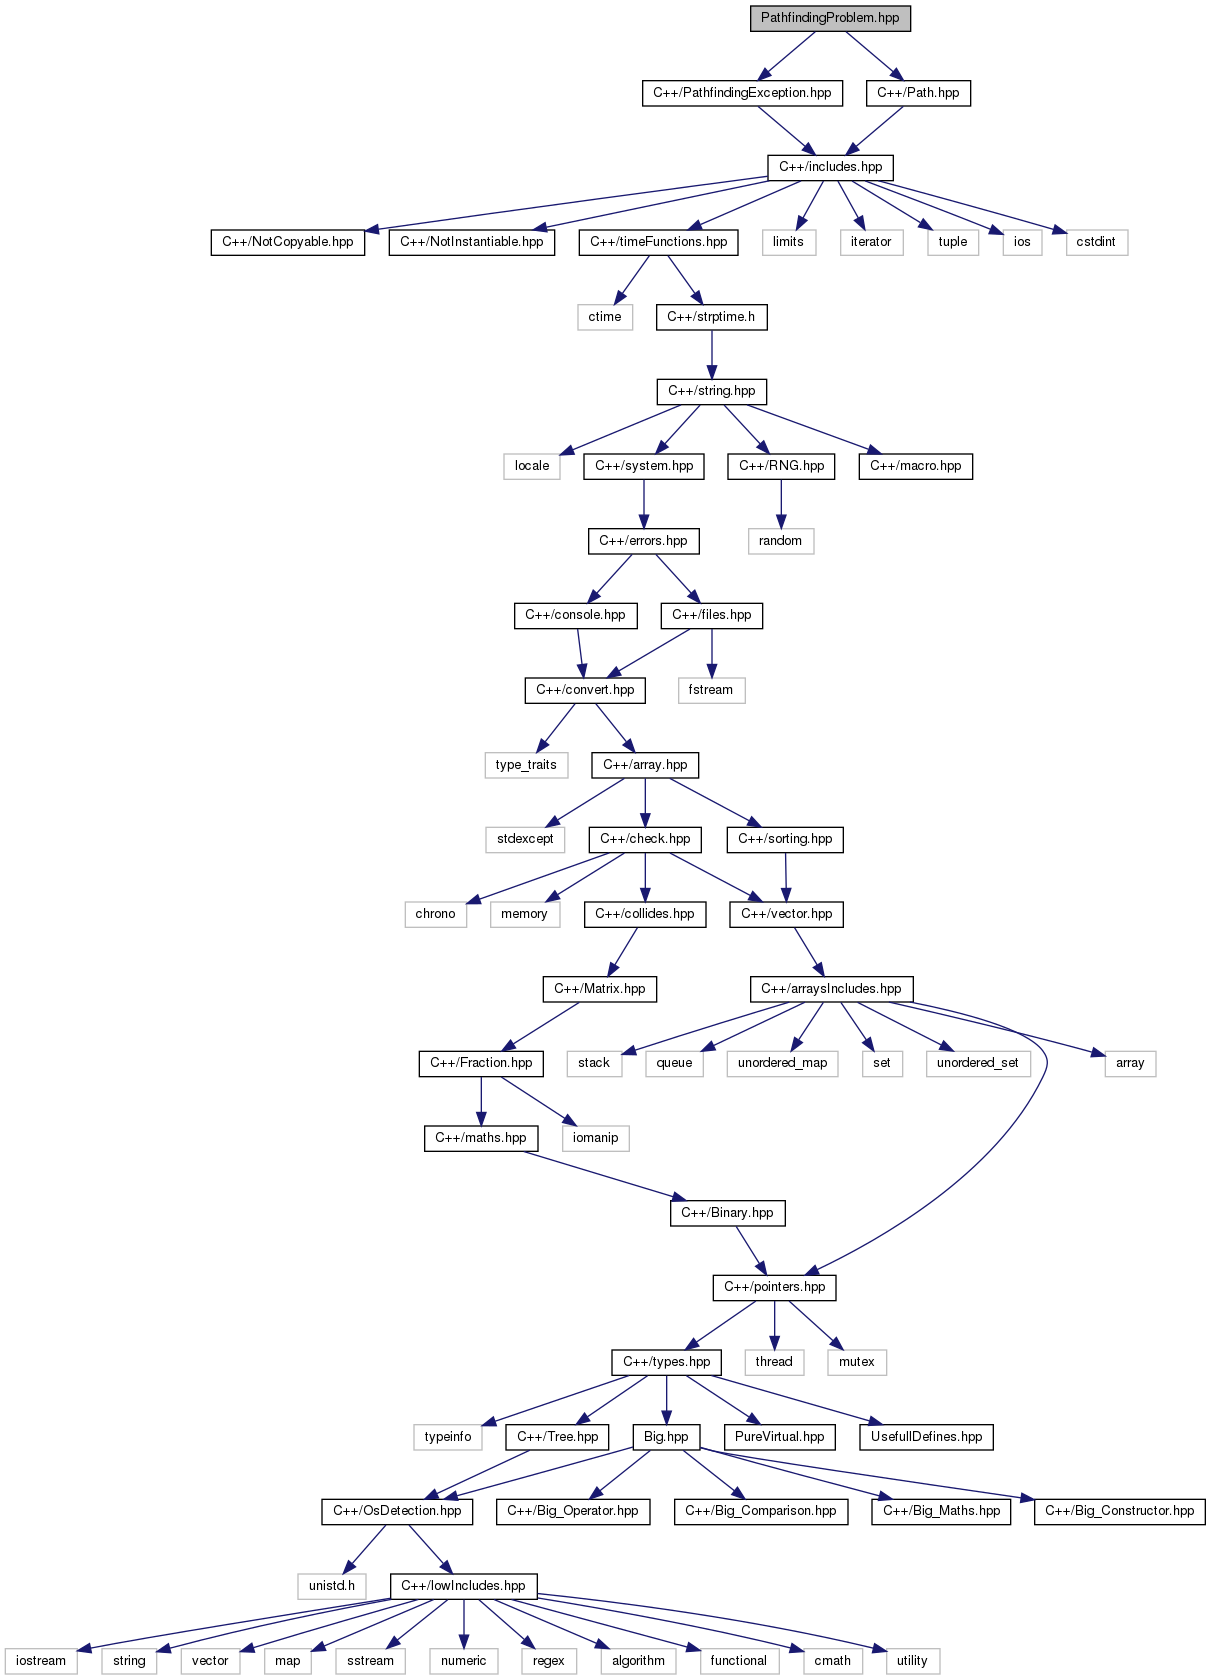 PathfindingProblem.hpp
C++/PathfindingException.hpp
C++/Path.hpp
C++/includes.hpp
C++/NotCopyable.hpp
C++/NotInstantiable.hpp
C++/timeFunctions.hpp
limits
iterator
tuple
ios
cstdint
ctime
C++/strptime.h
C++/string.hpp
locale
C++/system.hpp
C++/RNG.hpp
C++/macro.hpp
C++/errors.hpp
random
C++/console.hpp
C++/files.hpp
C++/convert.hpp
fstream
type_traits
C++/array.hpp
stdexcept
C++/check.hpp
C++/sorting.hpp
chrono
memory
C++/collides.hpp
C++/vector.hpp
C++/Matrix.hpp
C++/arraysIncludes.hpp
C++/Fraction.hpp
stack
queue
unordered_map
set
unordered_set
array
C++/maths.hpp
iomanip
C++/Binary.hpp
C++/pointers.hpp
C++/types.hpp
thread
mutex
typeinfo
C++/Tree.hpp
Big.hpp
PureVirtual.hpp
UsefullDefines.hpp
C++/OsDetection.hpp
C++/Big_Operator.hpp
C++/Big_Comparison.hpp
C++/Big_Maths.hpp
C++/Big_Constructor.hpp
unistd.h
C++/lowIncludes.hpp
iostream
string
vector
map
sstream
numeric
regex
algorithm
functional
cmath
utility